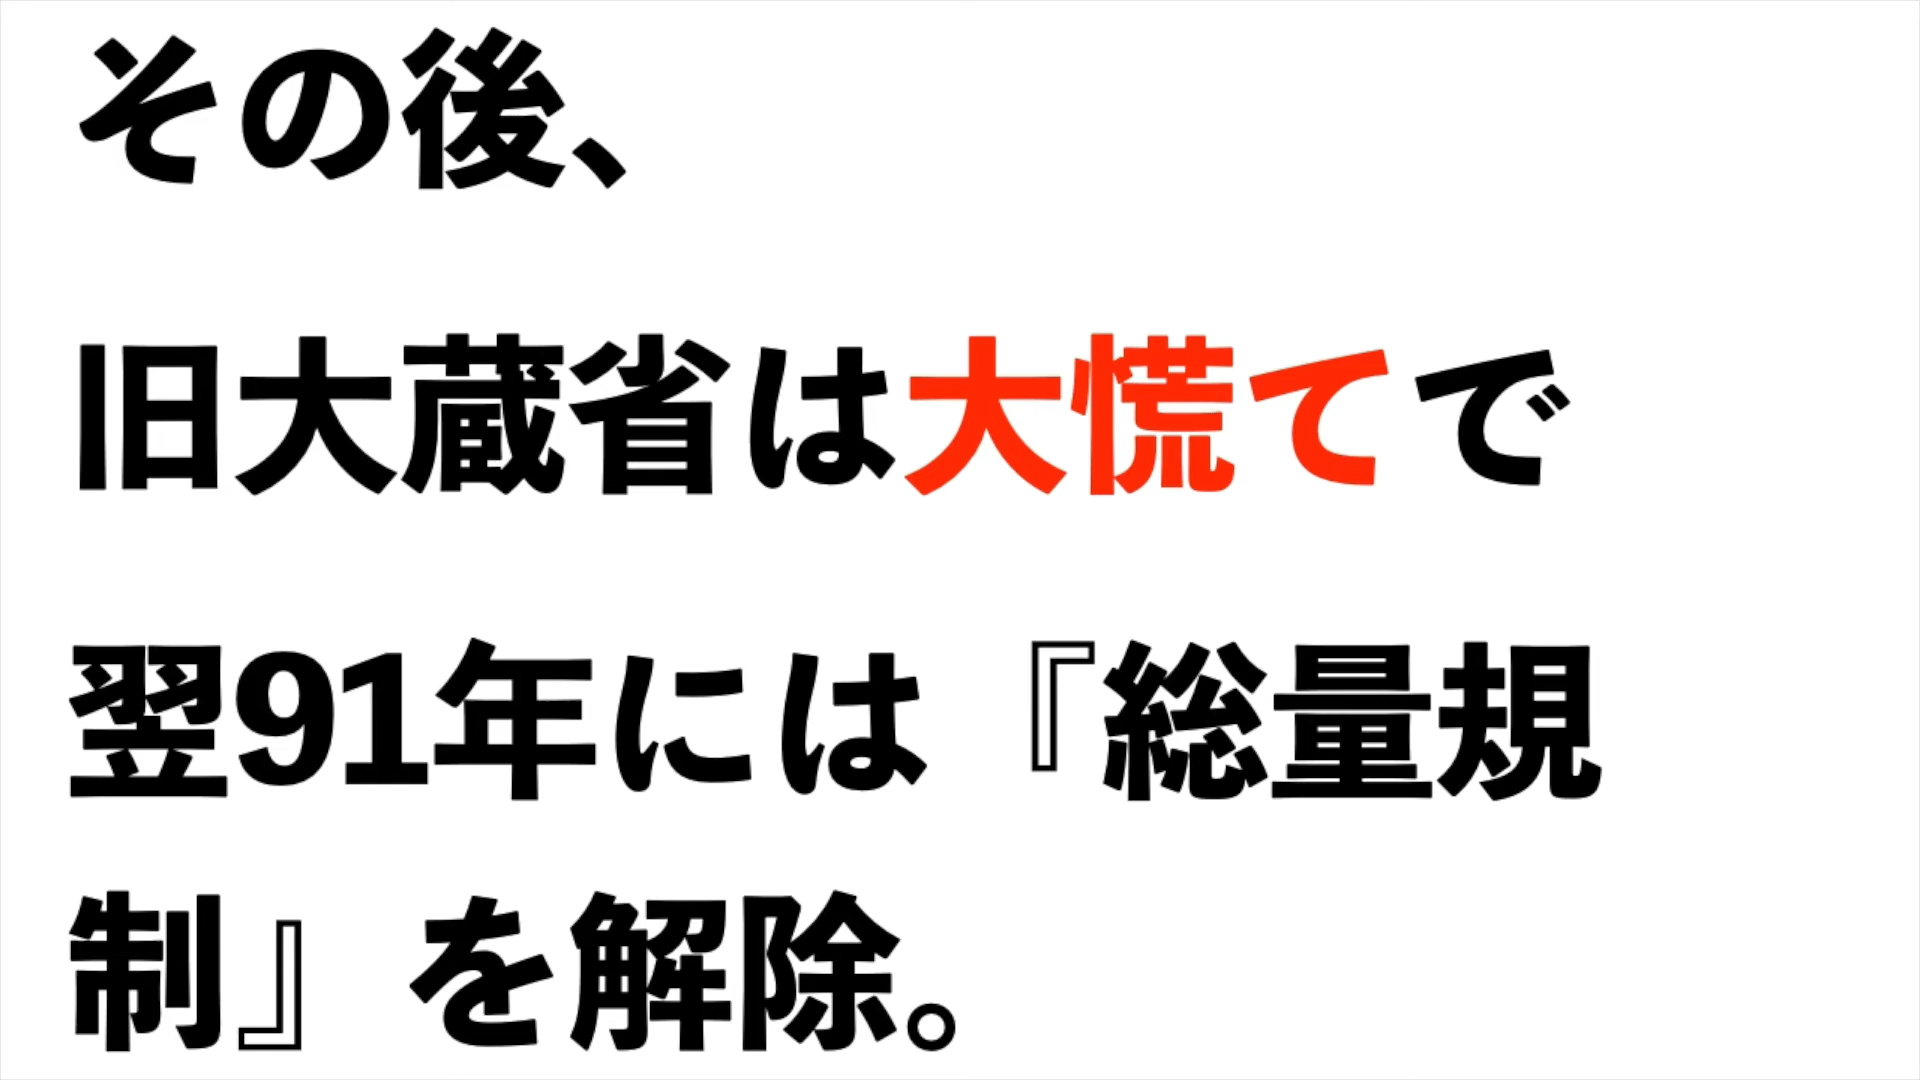 その後、
旧大蔵省は大慌てで
翌91年には『総量規
制』を解除。